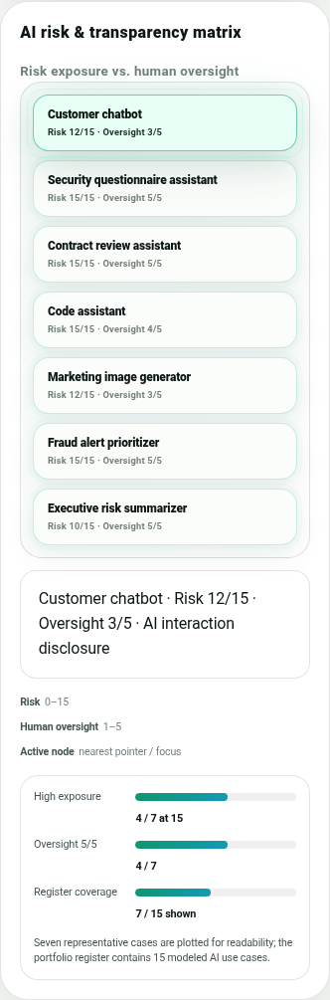 AI risk & transparency matrix
Risk exposure vs. human oversight
Customer chatbot
Risk 12/15 · Oversight 3/5
Security questionnaire assistant
Risk 15/15 · Oversight 5/5
Contract review assistant
Risk 15/15 · Oversight 5/5
Code assistant
Risk 15/15 · Oversight 4/5
Marketing image generator
Risk 12/15 · Oversight 3/5
Fraud alert prioritizer
Risk 15/15 · Oversight 5/5
Executive risk summarizer
Risk 10/15 · Oversight 5/5
Customer chatbot · Risk 12/15 ·
Oversight 3/5 · AI interaction
disclosure
Risk 0–15
Human oversight 1–5
Active node nearest pointer / focus
High exposure
4 / 7 at 15
Oversight 5/5
4 / 7
Register coverage
7 / 15 shown
Seven representative cases are plotted for readability; the
portfolio register contains 15 modeled AI use cases.